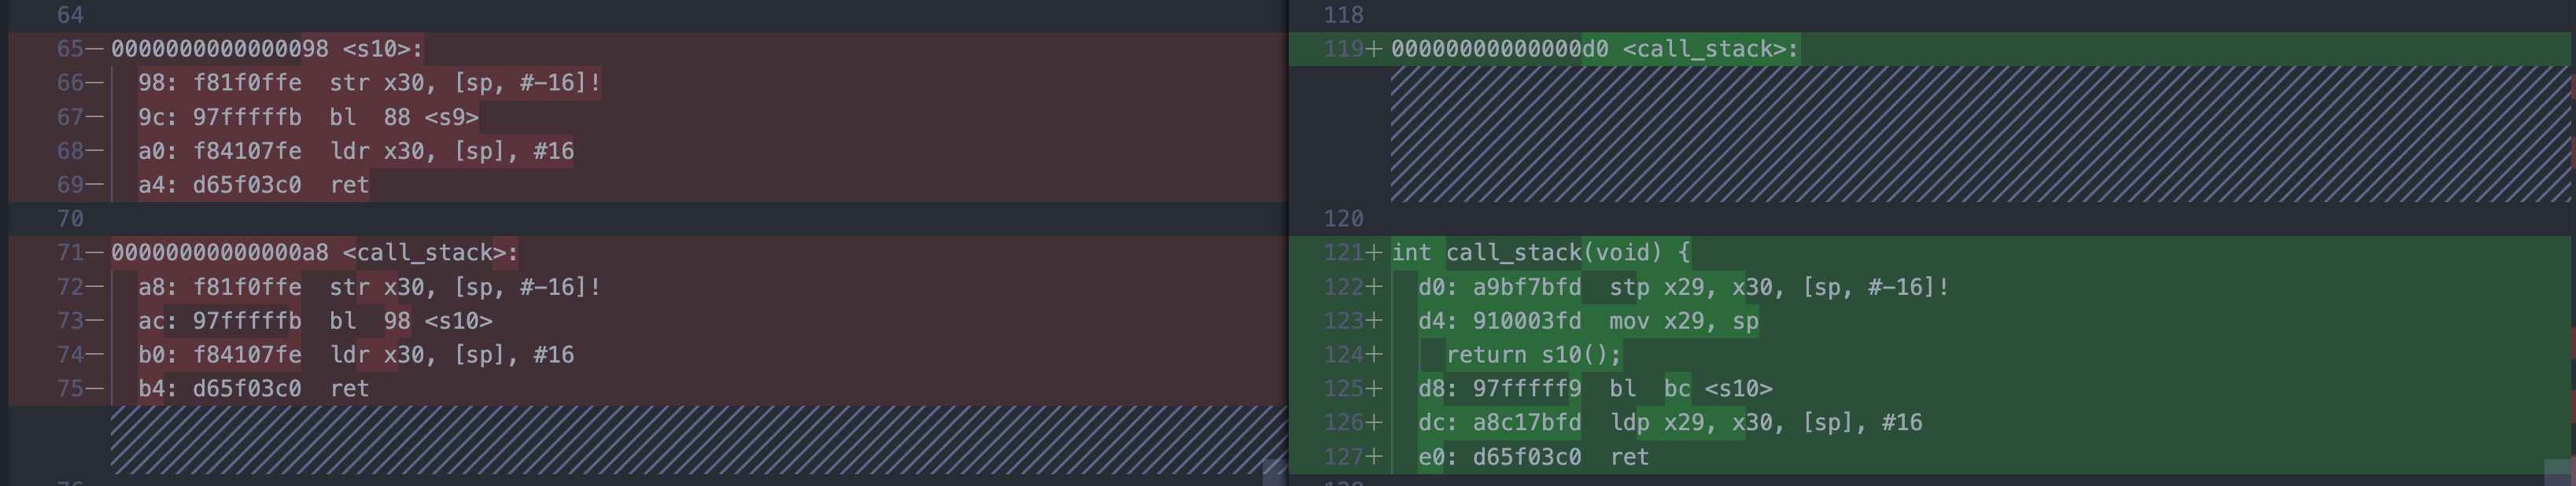 64
65— 0000000000000098 <s10>:
66— 98: f81f0ffe  str x30, [sp, #-16]!
67— 9c: 97fffffb  bl  88 <s9>
68— a0: f84107fe  ldr x30, [sp], #16
69— a4: d65f03c0  ret
70
71— 00000000000000a8 <call_stack>:
72— a8: f81f0ffe  str x30, [sp, #-16]!
73— ac: 97fffffb  bl  98 <s10>
74— b0: f84107fe  ldr x30, [sp], #16
75— b4: d65f03c0  ret
118
119+ 00000000000000d0 <call_stack>:
120
121+ int call_stack(void) {
122+ d0: a9bf7bfd  stp x29, x30, [sp, #-16]!
123+ d4: 910003fd  mov x29, sp
124+ return s10();
125+ d8: 97fffff9  bl  bc <s10>
126+ dc: a8c17bfd  ldp x29, x30, [sp], #16
127+ e0: d65f03c0  ret